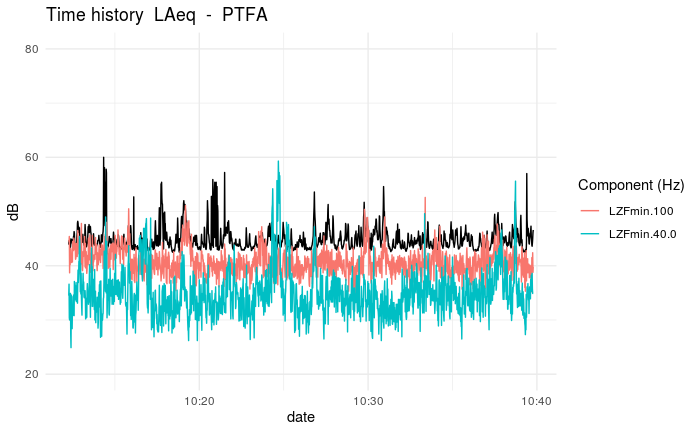 Time history  LAeq  -  PTFA
80
60
40
20
dB
10:20
10:30
10:40
date
Component (Hz)
LZFmin.100
LZFmin.40.0